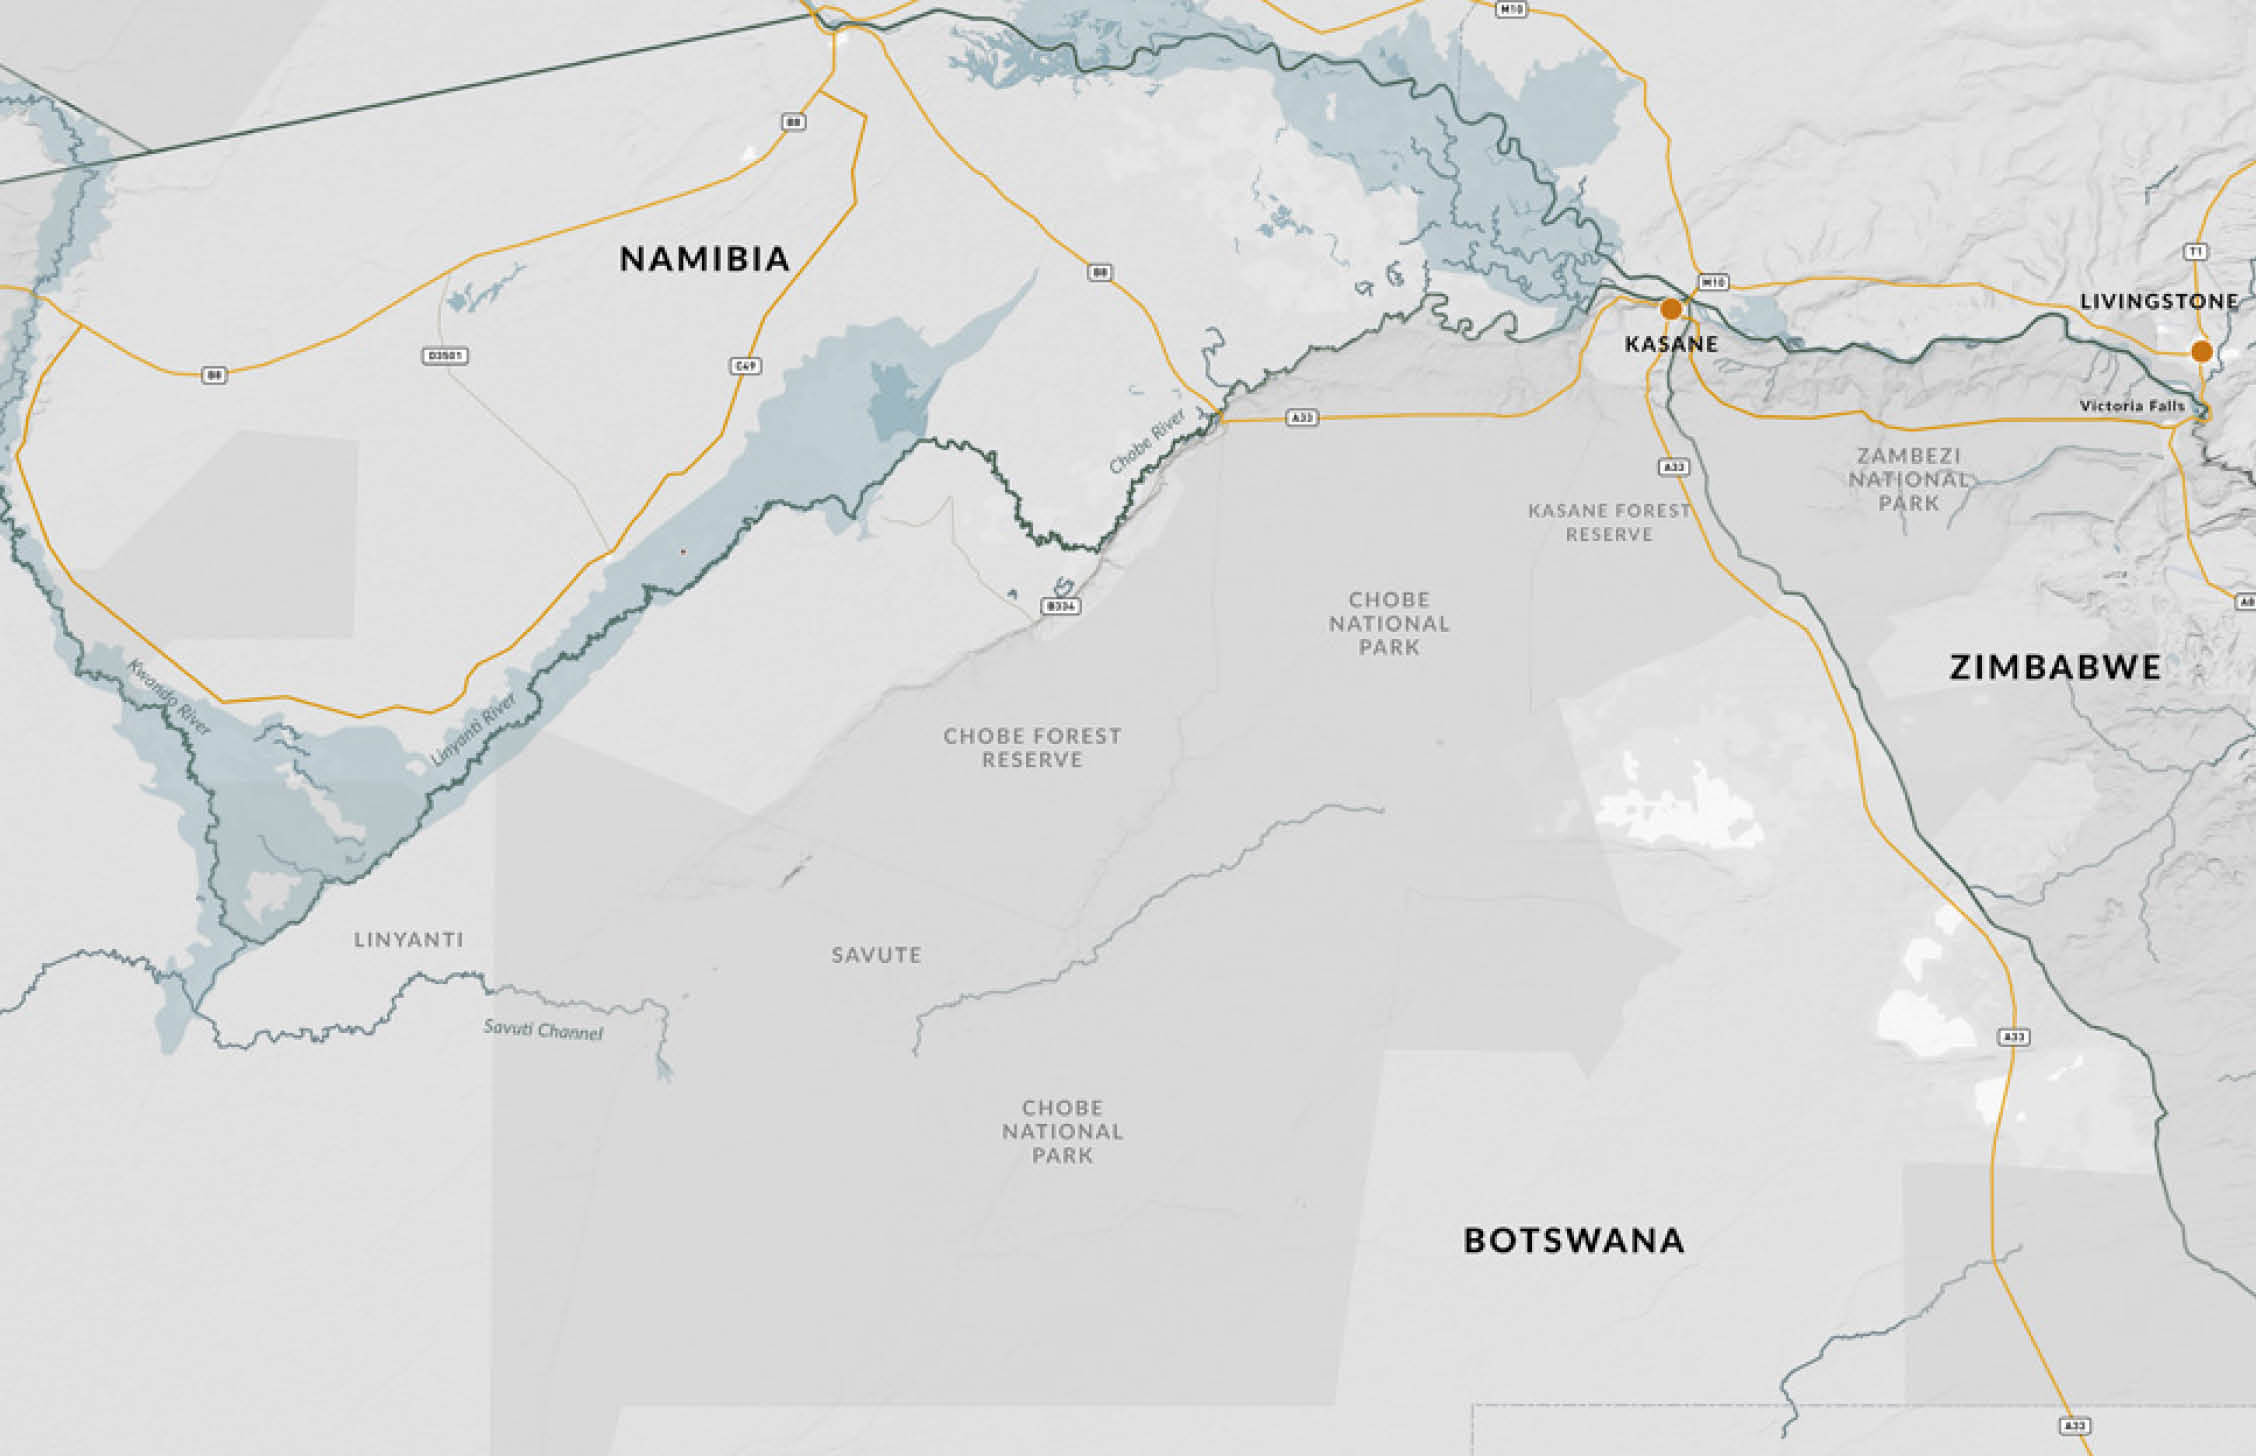 M10
B8
NAMIBIA
B8
T1
M10
LIVINGSTONE
KASANE
D3501
C49
B8
Victoria Falls
Chobe River
A33
A33
ZAMBEZI
NATIONAL
PARK
KASANE FOREST
RESERVE
B334
A8
CHOBE
NATIONAL
PARK
ZIMBABWE
Kwando River
Linyanti River
CHOBE FOREST
RESERVE
LINYANTI
SAVUTE
Savuti Channel
A33
CHOBE
NATIONAL
PARK
BOTSWANA
A33